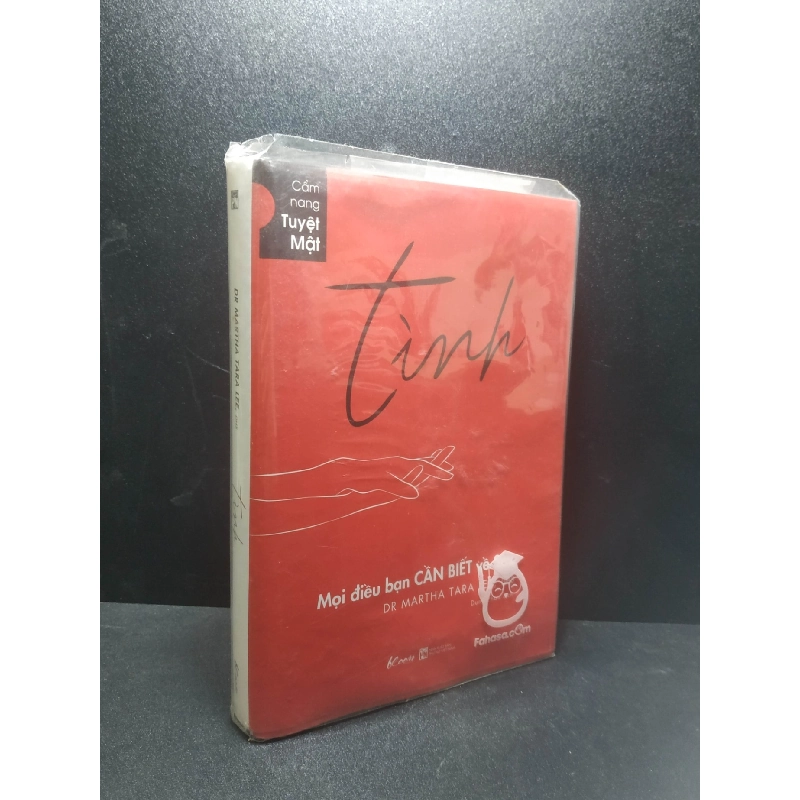 Cẩm
nang
Tuyệt
Mật
tình
Mọi điều bạn CẦN BIẾT về
DR MARTHA TARA
Fahasa.com
DR MARTHA TARA LEE
tình